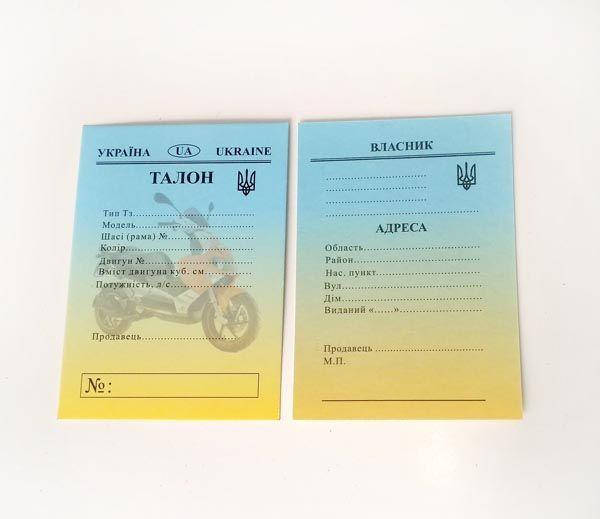 УКРАЇНА UA UKRAINE
ТАЛОН
Тип Тз
Модель
Шасі (рама) №
Колір
Двигун №
Вміст двигуна куб. см
Потужність, л/с
Продавець
№:
ВЛАСНИК
АДРЕСА
Область
Район
Нас. пункт
Вул
Дім
Виданий «......»
Продавець
М.П.